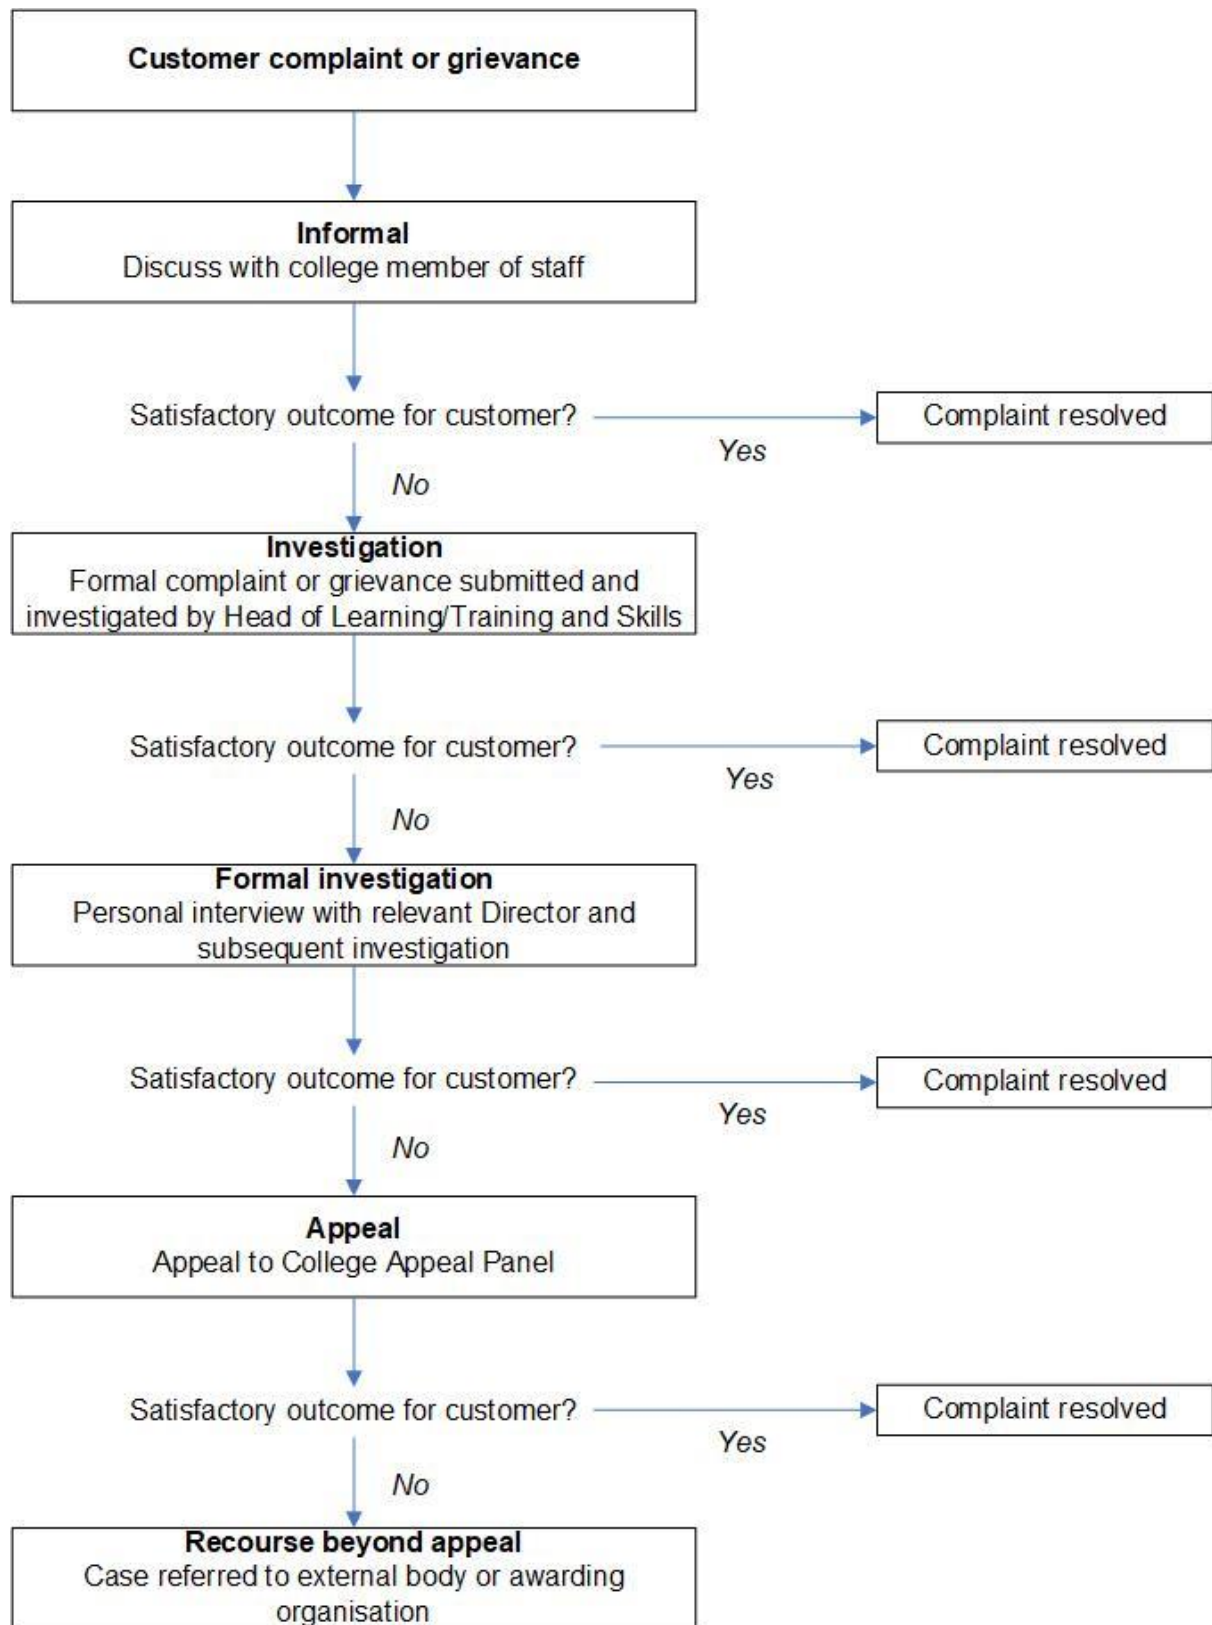 Customer complaint or grievance
Informal
Discuss with college member of staff
Satisfactory outcome for customer?
Yes
Complaint resolved
No
Investigation
Formal complaint or grievance submitted and
investigated by Head of Learning/Training and Skills
Satisfactory outcome for customer?
Yes
Complaint resolved
No
Formal investigation
Personal interview with relevant Director and
subsequent investigation
Satisfactory outcome for customer?
Yes
Complaint resolved
No
Appeal
Appeal to College Appeal Panel
Satisfactory outcome for customer?
Yes
Complaint resolved
No
Recourse beyond appeal
Case referred to external body or awarding
organisation